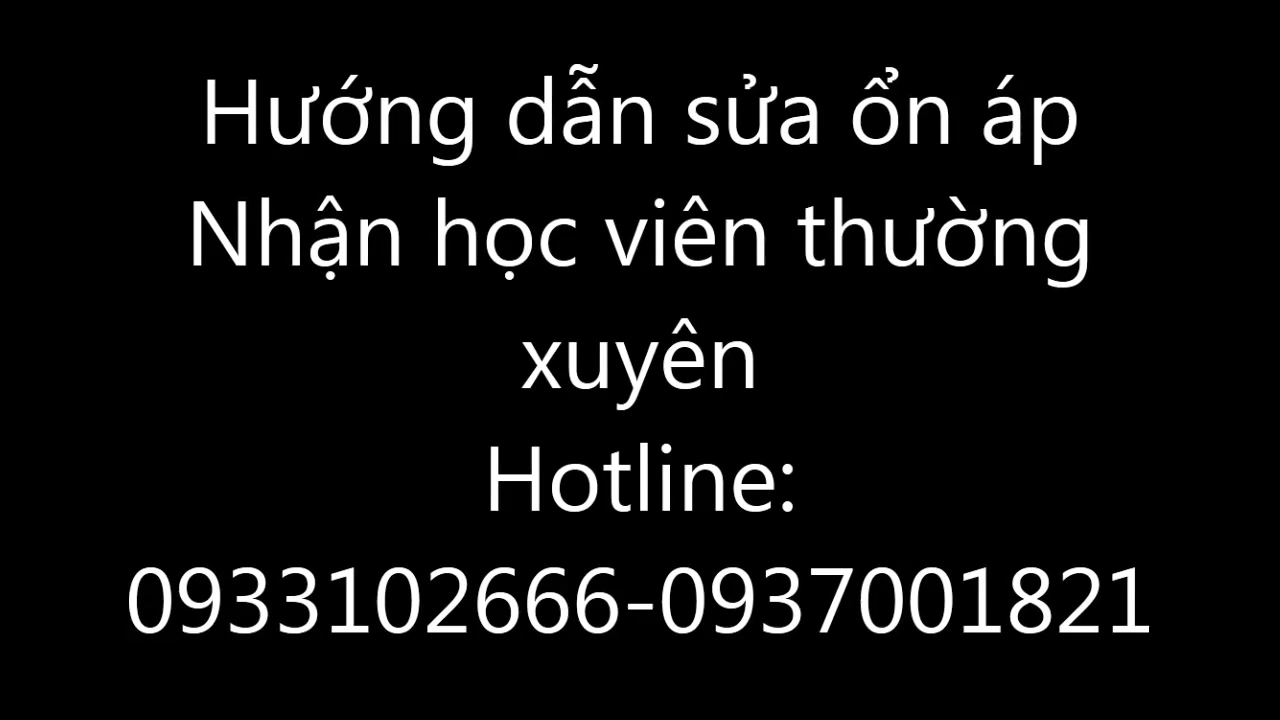 Hướng dẫn sửa ổn áp
Nhận học viên thường
xuyên
Hotline:
0933102666-0937001821